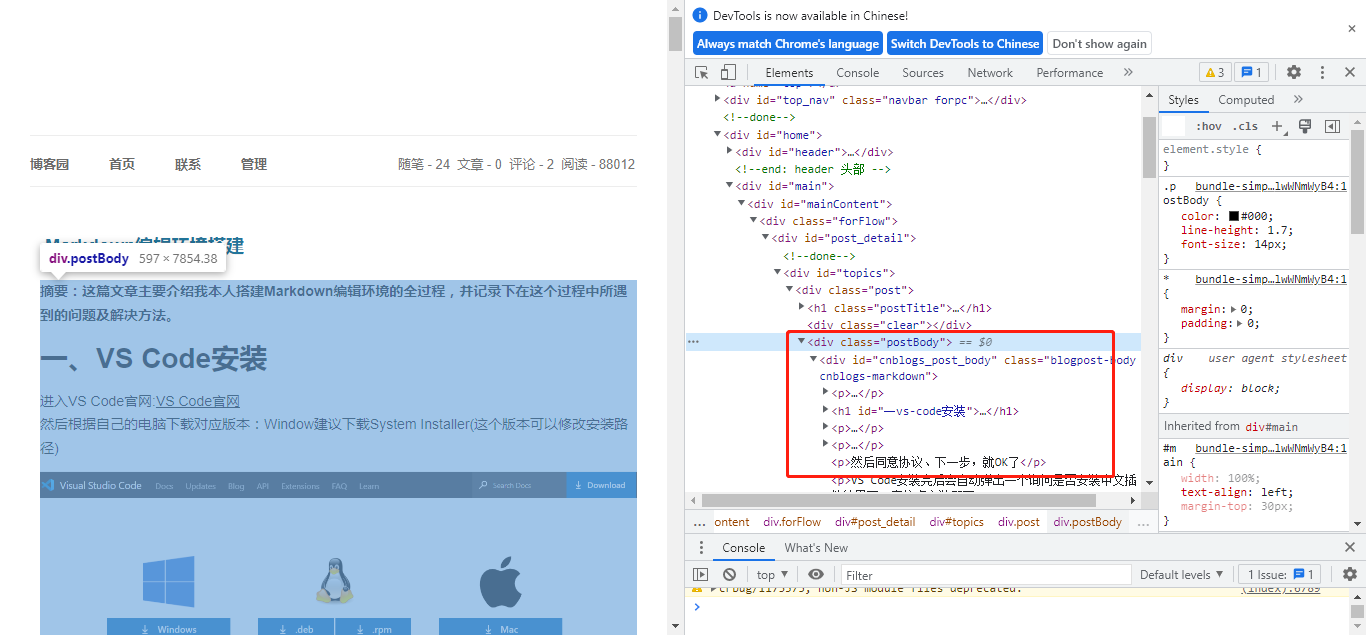 博客园 首页 联系 管理 随笔 - 24 文章 - 0 评论 - 2 阅读 - 88012
Markdown编辑环境搭建
div.postBody 597 × 7854.38
摘要：这篇文章主要介绍我本人搭建Markdown编辑环境的全过程，并记录下在这个过程中所遇
到的问题及解决方法。
一、VS Code安装
进入VS Code官网:VS Code官网
然后根据自己的电脑下载对应版本：Window建议下载System Installer(这个版本可以修改安装路
径)
Visual Studio Code Docs Updates Blog API Extensions FAQ Learn Search Docs Download
Windows .deb .rpm Mac
DevTools is now available in Chinese!
Always match Chrome's language Switch DevTools to Chinese Don't show again
Elements Console Sources Network Performance » 3 1
<div id="top_nav" class="navbar forpc">…</div>
<!--done-->
<div id="home">
<div id="header">…</div>
<!--end: header 头部 -->
<div id="main">
<div id="mainContent">
<div class="forFlow">
<div id="post_detail">
<!--done-->
<div id="topics">
<div class="post">
<h1 class="postTitle">…</h1>
<div class="clear"></div>
… <div class="postBody"> == $0
<div id="cnblogs_post_body" class="blogpost-body
cnblogs-markdown">
<p>…</p>
<h1 id="一vs-code安装">…</h1>
<p>…</p>
<p>…</p>
<p>然后同意协议、下一步，就OK了</p>
<p>VS Code安装完后会自动弹出一个询问是否安装中文插
... ontent div.forFlow div#post_detail div#topics div.post div.postBody ...
Styles Computed »
:hov .cls +
element.style {
}
.p bundle-simp…lwWNmWyB4:1
ostBody {
color: #000;
line-height: 1.7;
font-size: 14px;
}
* bundle-simp…lwWNmWyB4:1
{
margin: 0;
padding: 0;
}
div user agent stylesheet
{
display: block;
}
Inherited from div#main
#m bundle-simp…lwWNmWyB4:1
ain {
width: 100%;
text-align: left;
margin-top: 30px;
}
Console What's New
top Filter Default levels 1 Issue: 1
crbug/1173575, non-JS module files deprecated. (index):6789